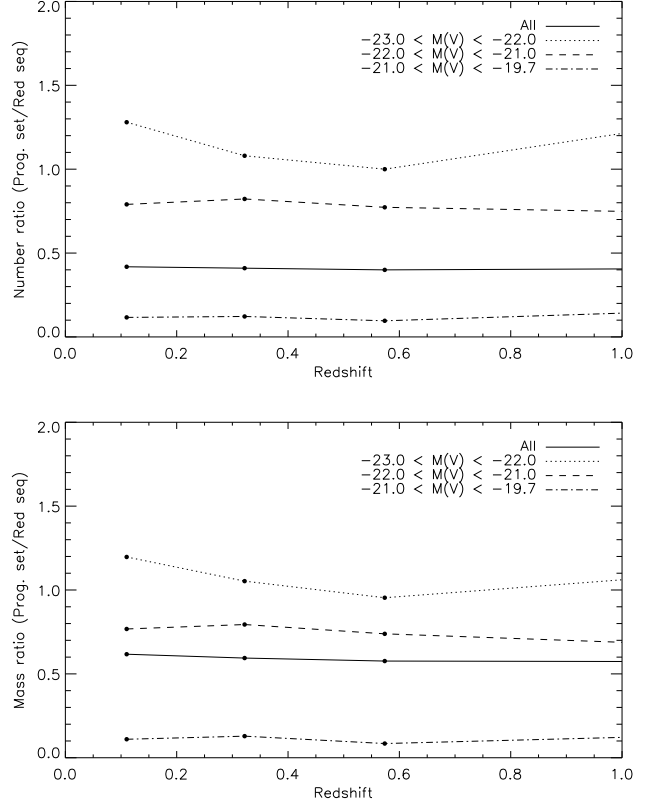 2.0
1.5
1.0
0.5
0.0
Number ratio (Prog. set/Red seq)
All
−23.0 < M(V) < −22.0
−22.0 < M(V) < −21.0
−21.0 < M(V) < −19.7
0.0 0.2 0.4 0.6 0.8 1.0
Redshift
2.0
1.5
1.0
0.5
0.0
Mass ratio (Prog. set/Red seq)
All
−23.0 < M(V) < −22.0
−22.0 < M(V) < −21.0
−21.0 < M(V) < −19.7
0.0 0.2 0.4 0.6 0.8 1.0
Redshift